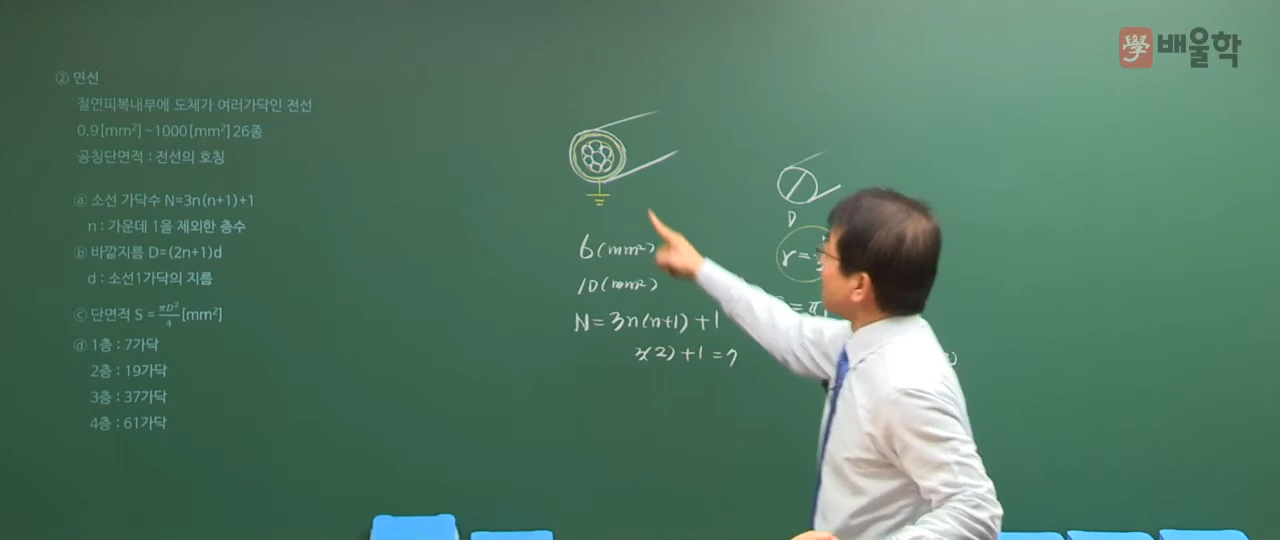 學 배울학
② 연선
절연피복내부에 도체가 여러가닥인 전선
0.9[mm²]~1000[mm²] 26종
공칭단면적 : 전선의 호칭
ⓐ 소선 가닥수 N=3n(n+1)+1
n : 가운데 1을 제외한 층수
ⓑ 바깥지름 D=(2n+1)d
d : 소선1가닥의 지름
ⓒ 단면적 S = πD²/4 [mm²]
ⓓ 1층 : 7가닥
2층 : 19가닥
3층 : 37가닥
4층 : 61가닥
6(mm²)
10(mm²)
N=3n(n+1)+1
3(2)+1=7
D
r=
=π